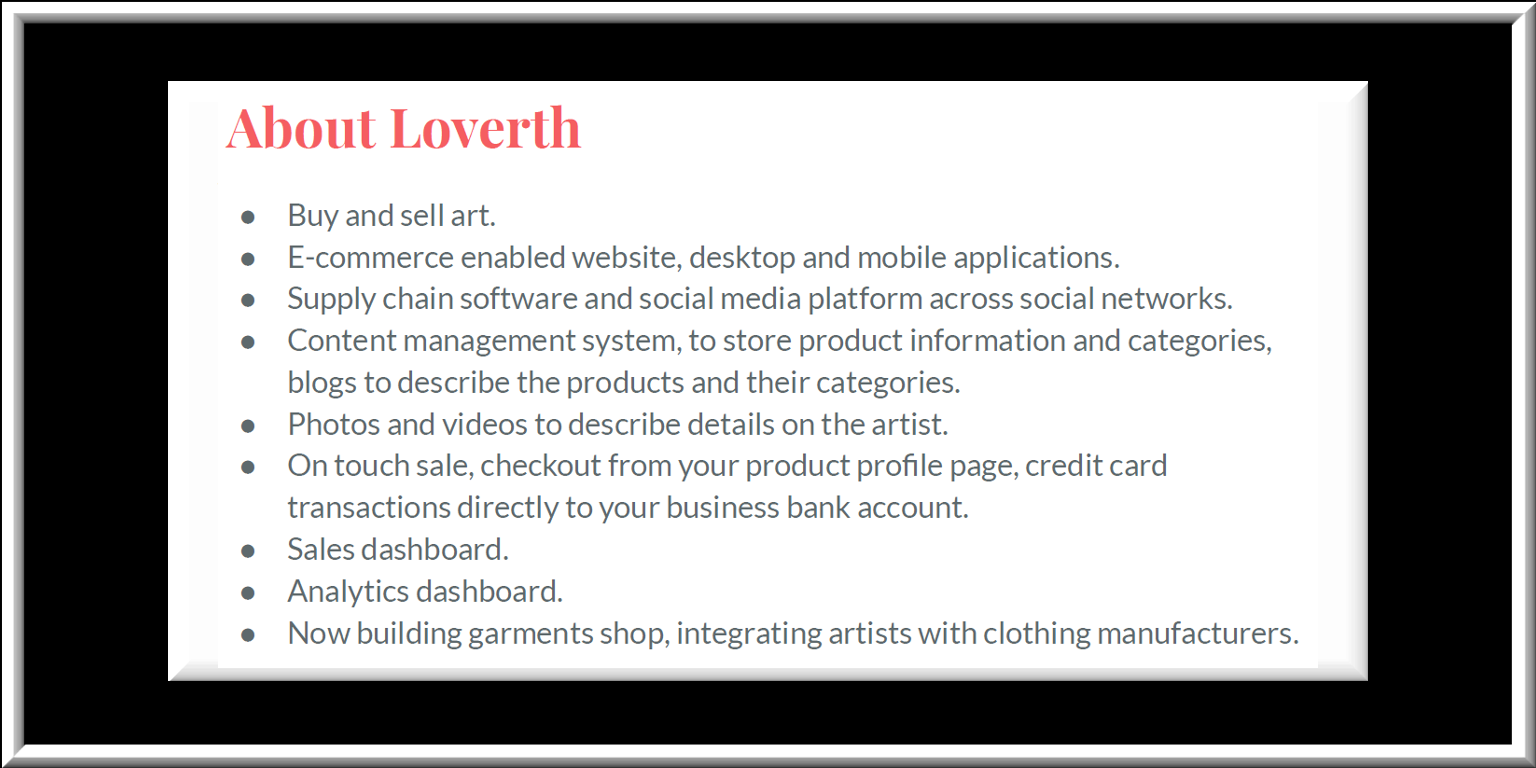 About Loverth
● Buy and sell art.
● E-commerce enabled website, desktop and mobile applications.
● Supply chain software and social media platform across social networks.
● Content management system, to store product information and categories,
blogs to describe the products and their categories.
● Photos and videos to describe details on the artist.
● On touch sale, checkout from your product profile page, credit card
transactions directly to your business bank account.
● Sales dashboard.
● Analytics dashboard.
● Now building garments shop, integrating artists with clothing manufacturers.